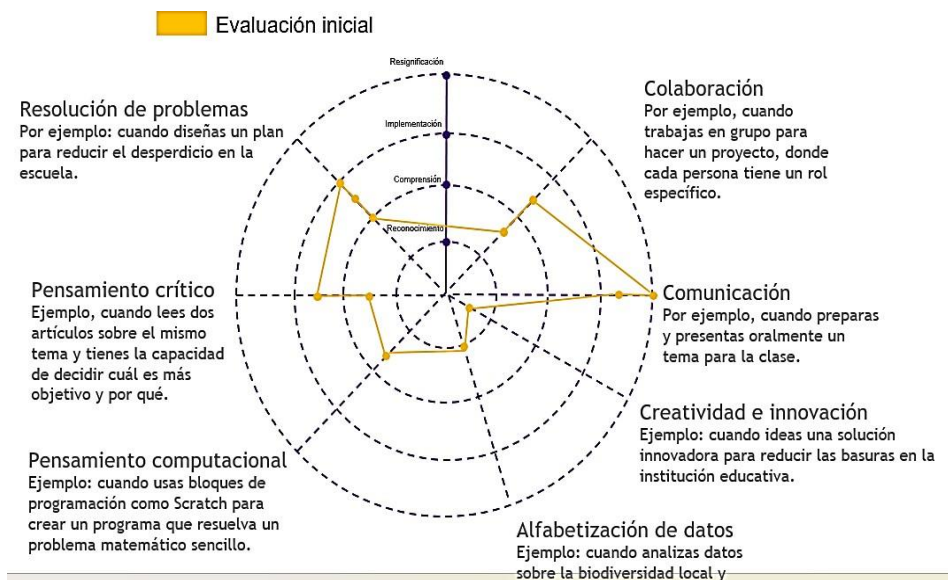 Evaluación inicial
Resignificación
Implementación
Comprensión
Reconocimiento
Resolución de problemas
Por ejemplo: cuando diseñas un plan
para reducir el desperdicio en la
escuela.
Colaboración
Por ejemplo, cuando
trabajas en grupo para
hacer un proyecto, donde
cada persona tiene un rol
específico.
Pensamiento crítico
Ejemplo, cuando lees dos
artículos sobre el mismo
tema y tienes la capacidad
de decidir cuál es más
objetivo y por qué.
Comunicación
Por ejemplo, cuando preparas
y presentas oralmente un
tema para la clase.
Creatividad e innovación
Ejemplo: cuando ideas una solución
innovadora para reducir las basuras en la
institución educativa.
Pensamiento computacional
Ejemplo: cuando usas bloques de
programación como Scratch para
crear un programa que resuelva un
problema matemático sencillo.
Alfabetización de datos
Ejemplo: cuando analizas datos
sobre la biodiversidad local y